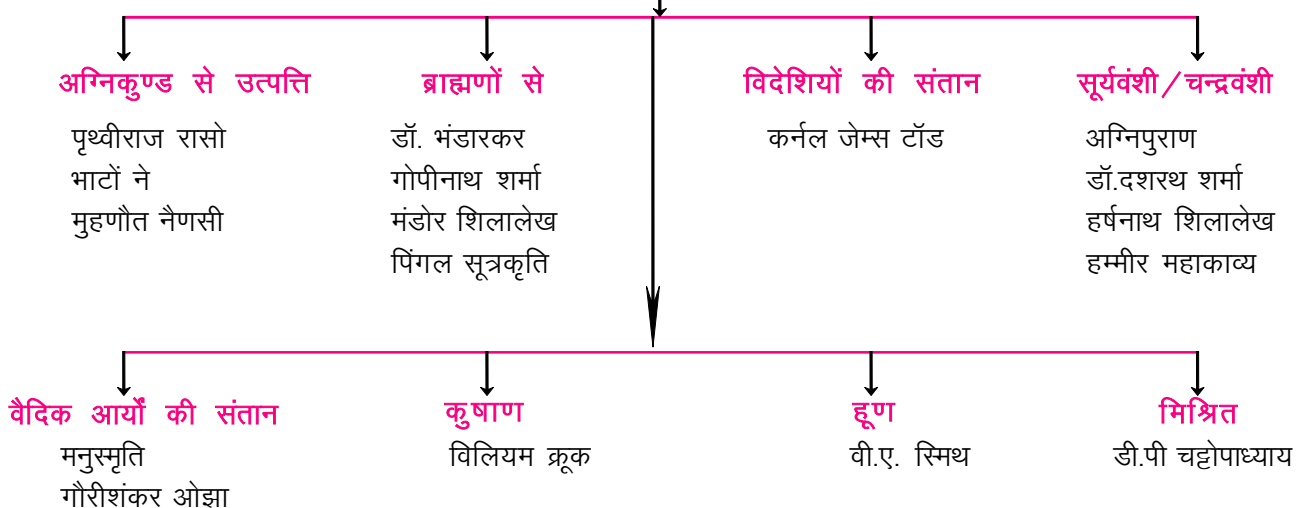 अग्निकुण्ड से उत्पत्ति
पृथ्वीराज रासो
भाटों ने
मुहणौत नैणसी
ब्राह्मणों से
डॉ. भंडारकर
गोपीनाथ शर्मा
मंडोर शिलालेख
पिंगल सूत्रकृति
विदेशियों की संतान
कर्नल जेम्स टॉड
सूर्यवंशी/चन्द्रवंशी
अग्निपुराण
डॉ.दशरथ शर्मा
हर्षनाथ शिलालेख
हम्मीर महाकाव्य
वैदिक आर्यों की संतान
मनुस्मृति
गौरीशंकर ओझा
कुषाण
विलियम क्रूक
हूण
वी.ए. स्मिथ
मिश्रित
डी.पी चट्टोपाध्याय